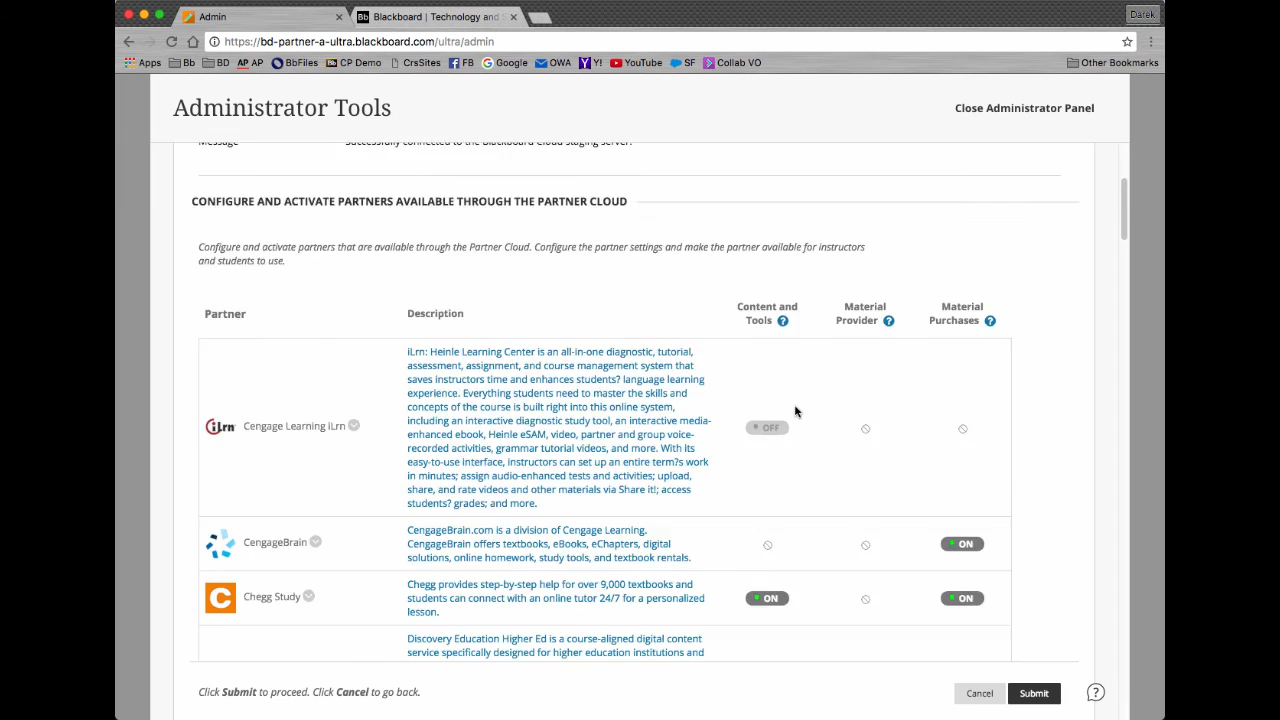 Admin
Bb Blackboard | Technology and S
Darek
https://bd-partner-a-ultra.blackboard.com/ultra/admin
Apps Bb BD AP AP BbFiles CP Demo CrsSites FB Google OWA Y! YouTube SF Collab VO Other Bookmarks
Administrator Tools
Close Administrator Panel
Message Successfully connected to the Blackboard Cloud staging server.
CONFIGURE AND ACTIVATE PARTNERS AVAILABLE THROUGH THE PARTNER CLOUD
Configure and activate partners that are available through the Partner Cloud. Configure the partner settings and make the partner available for instructors
and students to use.
Partner
Description
Content and
Tools ?
Material
Provider ?
Material
Purchases ?
iLrn
Cengage Learning iLrn
iLrn: Heinle Learning Center is an all-in-one diagnostic, tutorial,
assessment, assignment, and course management system that
saves instructors time and enhances students? language learning
experience. Everything students need to master the skills and
concepts of the course is built right into this online system,
including an interactive diagnostic study tool, an interactive media-
enhanced ebook, Heinle eSAM, video, partner and group voice-
recorded activities, grammar tutorial videos, and more. With its
easy-to-use interface, instructors can set up an entire term?s work
in minutes; assign audio-enhanced tests and activities; upload,
share, and rate videos and other materials via Share it!; access
students? grades; and more.
OFF
CengageBrain
CengageBrain.com is a division of Cengage Learning.
CengageBrain offers textbooks, eBooks, eChapters, digital
solutions, online homework, study tools, and textbook rentals.
ON
C
Chegg Study
Chegg provides step-by-step help for over 9,000 textbooks and
students can connect with an online tutor 24/7 for a personalized
lesson.
ON
ON
Discovery Education Higher Ed is a course-aligned digital content
service specifically designed for higher education institutions and
Click Submit to proceed. Click Cancel to go back.
Cancel
Submit
?